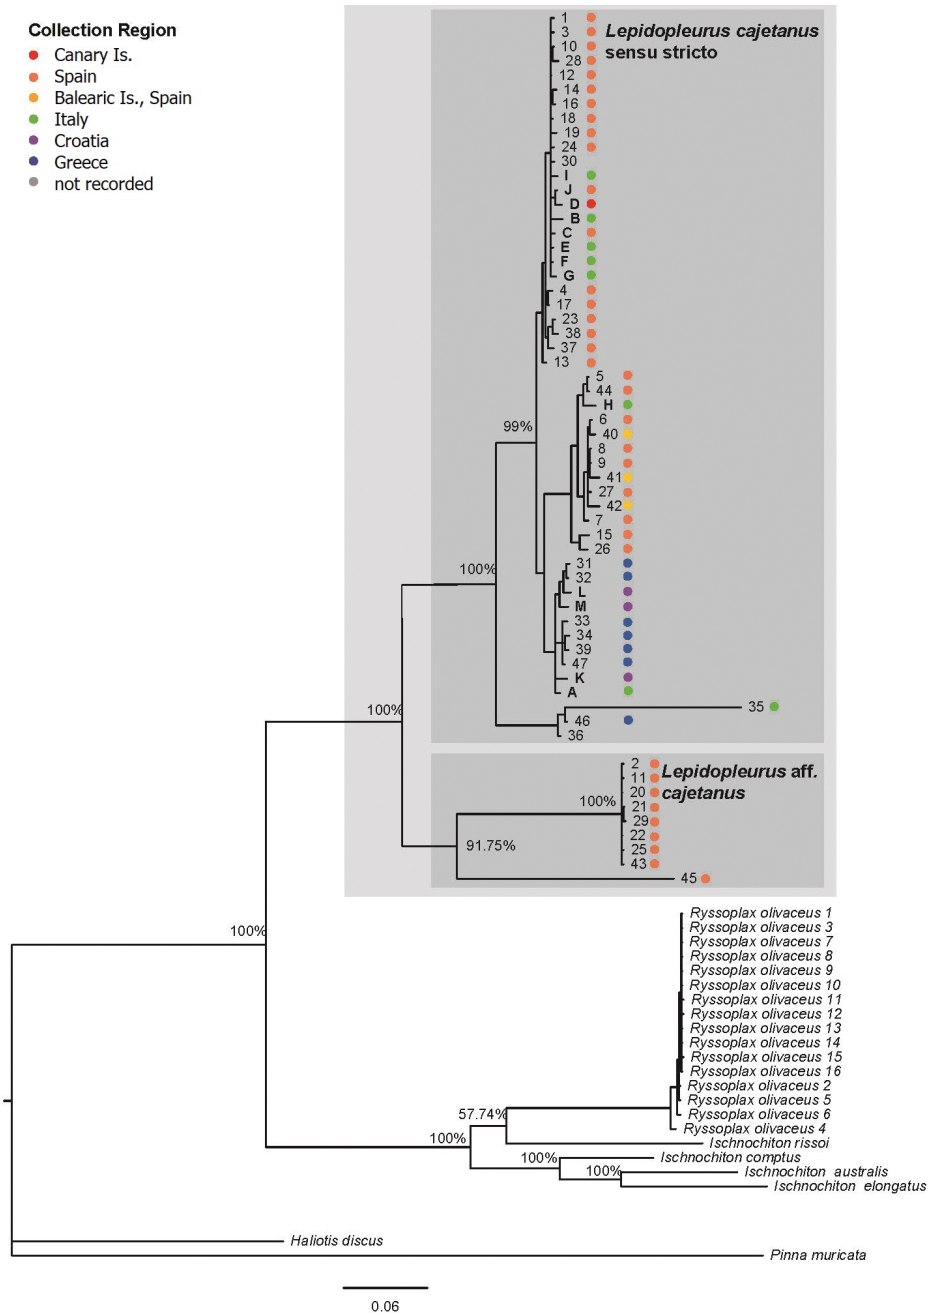 Collection Region
Canary Is.
Spain
Balearic Is., Spain
Italy
Croatia
Greece
not recorded
Lepidopleurus cajetanus
sensu stricto
1
3
10
28
12
14
16
18
19
24
30
I
J
D
B
C
E
F
G
4
17
23
38
37
13
5
44
H
6
40
8
9
41
27
42
7
15
26
31
32
L
M
33
34
39
47
K
A
35
46
36
99%
100%
100%
Lepidopleurus aff.
cajetanus
2
11
20
21
29
22
25
43
45
100%
91.75%
100%
Ryssoplax olivaceus 1
Ryssoplax olivaceus 3
Ryssoplax olivaceus 7
Ryssoplax olivaceus 8
Ryssoplax olivaceus 9
Ryssoplax olivaceus 10
Ryssoplax olivaceus 11
Ryssoplax olivaceus 12
Ryssoplax olivaceus 13
Ryssoplax olivaceus 14
Ryssoplax olivaceus 15
Ryssoplax olivaceus 16
Ryssoplax olivaceus 2
Ryssoplax olivaceus 5
Ryssoplax olivaceus 6
Ryssoplax olivaceus 4
57.74%
100%
Ischnochiton rissoi
100%
Ischnochiton comptus
100%
Ischnochiton australis
Ischnochiton elongatus
Haliotis discus
Pinna muricata
0.06